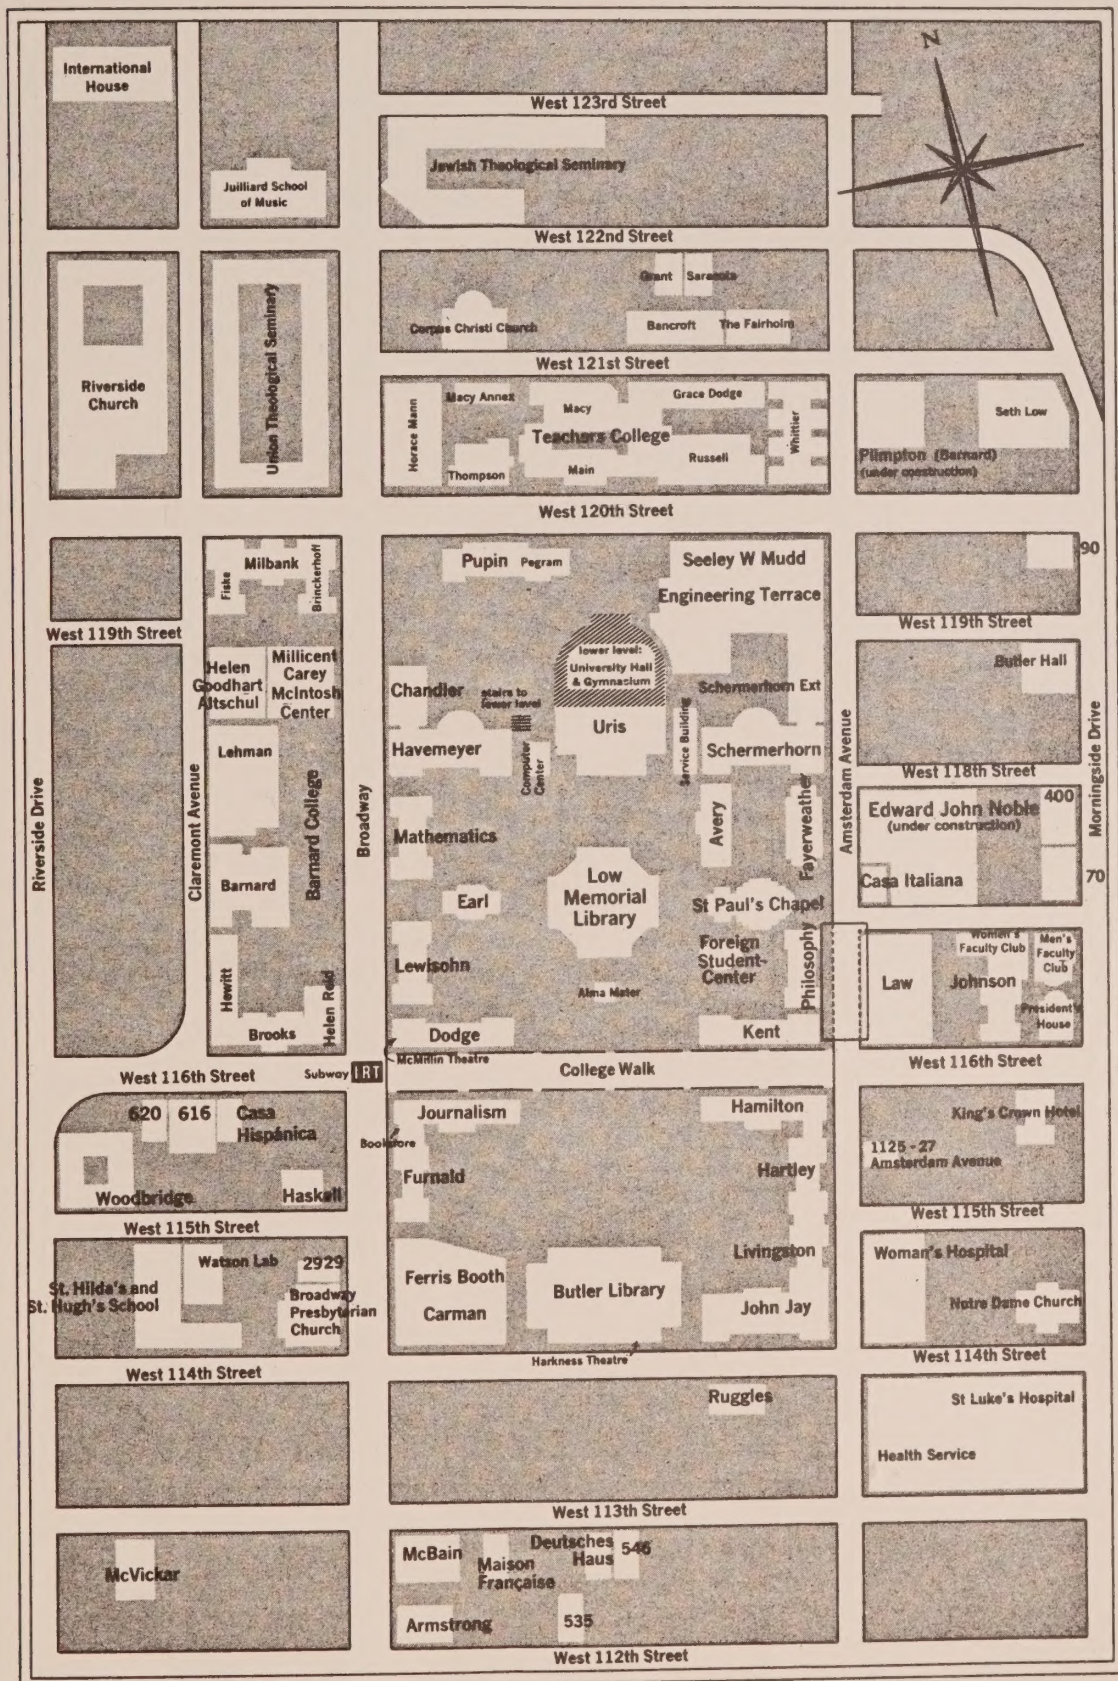 N
International
House
West 123rd Street
Jewish Theological Seminary
Juilliard School
of Music
West 122nd Street
Grant
Sarasota
Corpus Christi Church
Bancroft
The Fairholm
West 121st Street
Riverside
Church
Union Theological Seminary
Horace Mann
Macy Annex
Macy
Grace Dodge
Whittier
Teachers College
Thompson
Main
Russell
Seth Low
Plimpton (Barnard)
(under construction)
West 120th Street
Fiske
Milbank
Brinckerhoff
Pupin
Pegram
Seeley W Mudd
Engineering Terrace
90
West 119th Street
West 119th Street
Helen
Goodhart
Altschul
Millicent
Carey
McIntosh
Center
Chandler
stairs to
lower level
lower level:
University Hall
& Gymnasium
Uris
Service Building
Schermerhorn Ext
Butler Hall
Lehman
Havemeyer
Computer
Center
Schermerhorn
West 118th Street
Riverside Drive
Claremont Avenue
Barnard College
Broadway
Amsterdam Avenue
Morningside Drive
Mathematics
Avery
Fayerweather
Edward John Noble
(under construction)
400
Barnard
Earl
Low
Memorial
Library
St Paul's Chapel
Casa Italiana
70
Hewitt
Helen Reid
Brooks
Lewisohn
Alma Mater
Foreign
Student
Center
Philosophy
Law
Women's
Faculty Club
Johnson
Men's
Faculty
Club
President's
House
Dodge
Kent
McMillin Theatre
West 116th Street
Subway IRT
College Walk
West 116th Street
620
616
Casa
Hispánica
Journalism
Bookstore
Hamilton
King's Crown Hotel
1125-27
Amsterdam Avenue
Woodbridge
Haskell
Furnald
Hartley
West 115th Street
West 115th Street
St. Hilda's and
St. Hugh's School
Watson Lab
2929
Broadway
Presbyterian
Church
Ferris Booth
Carman
Butler Library
Livingston
John Jay
Woman's Hospital
Notre Dame Church
Harkness Theatre
West 114th Street
West 114th Street
Ruggles
St Luke's Hospital
Health Service
West 113th Street
McVickar
McBain
Maison
Française
Deutsches
Haus
546
Armstrong
535
West 112th Street